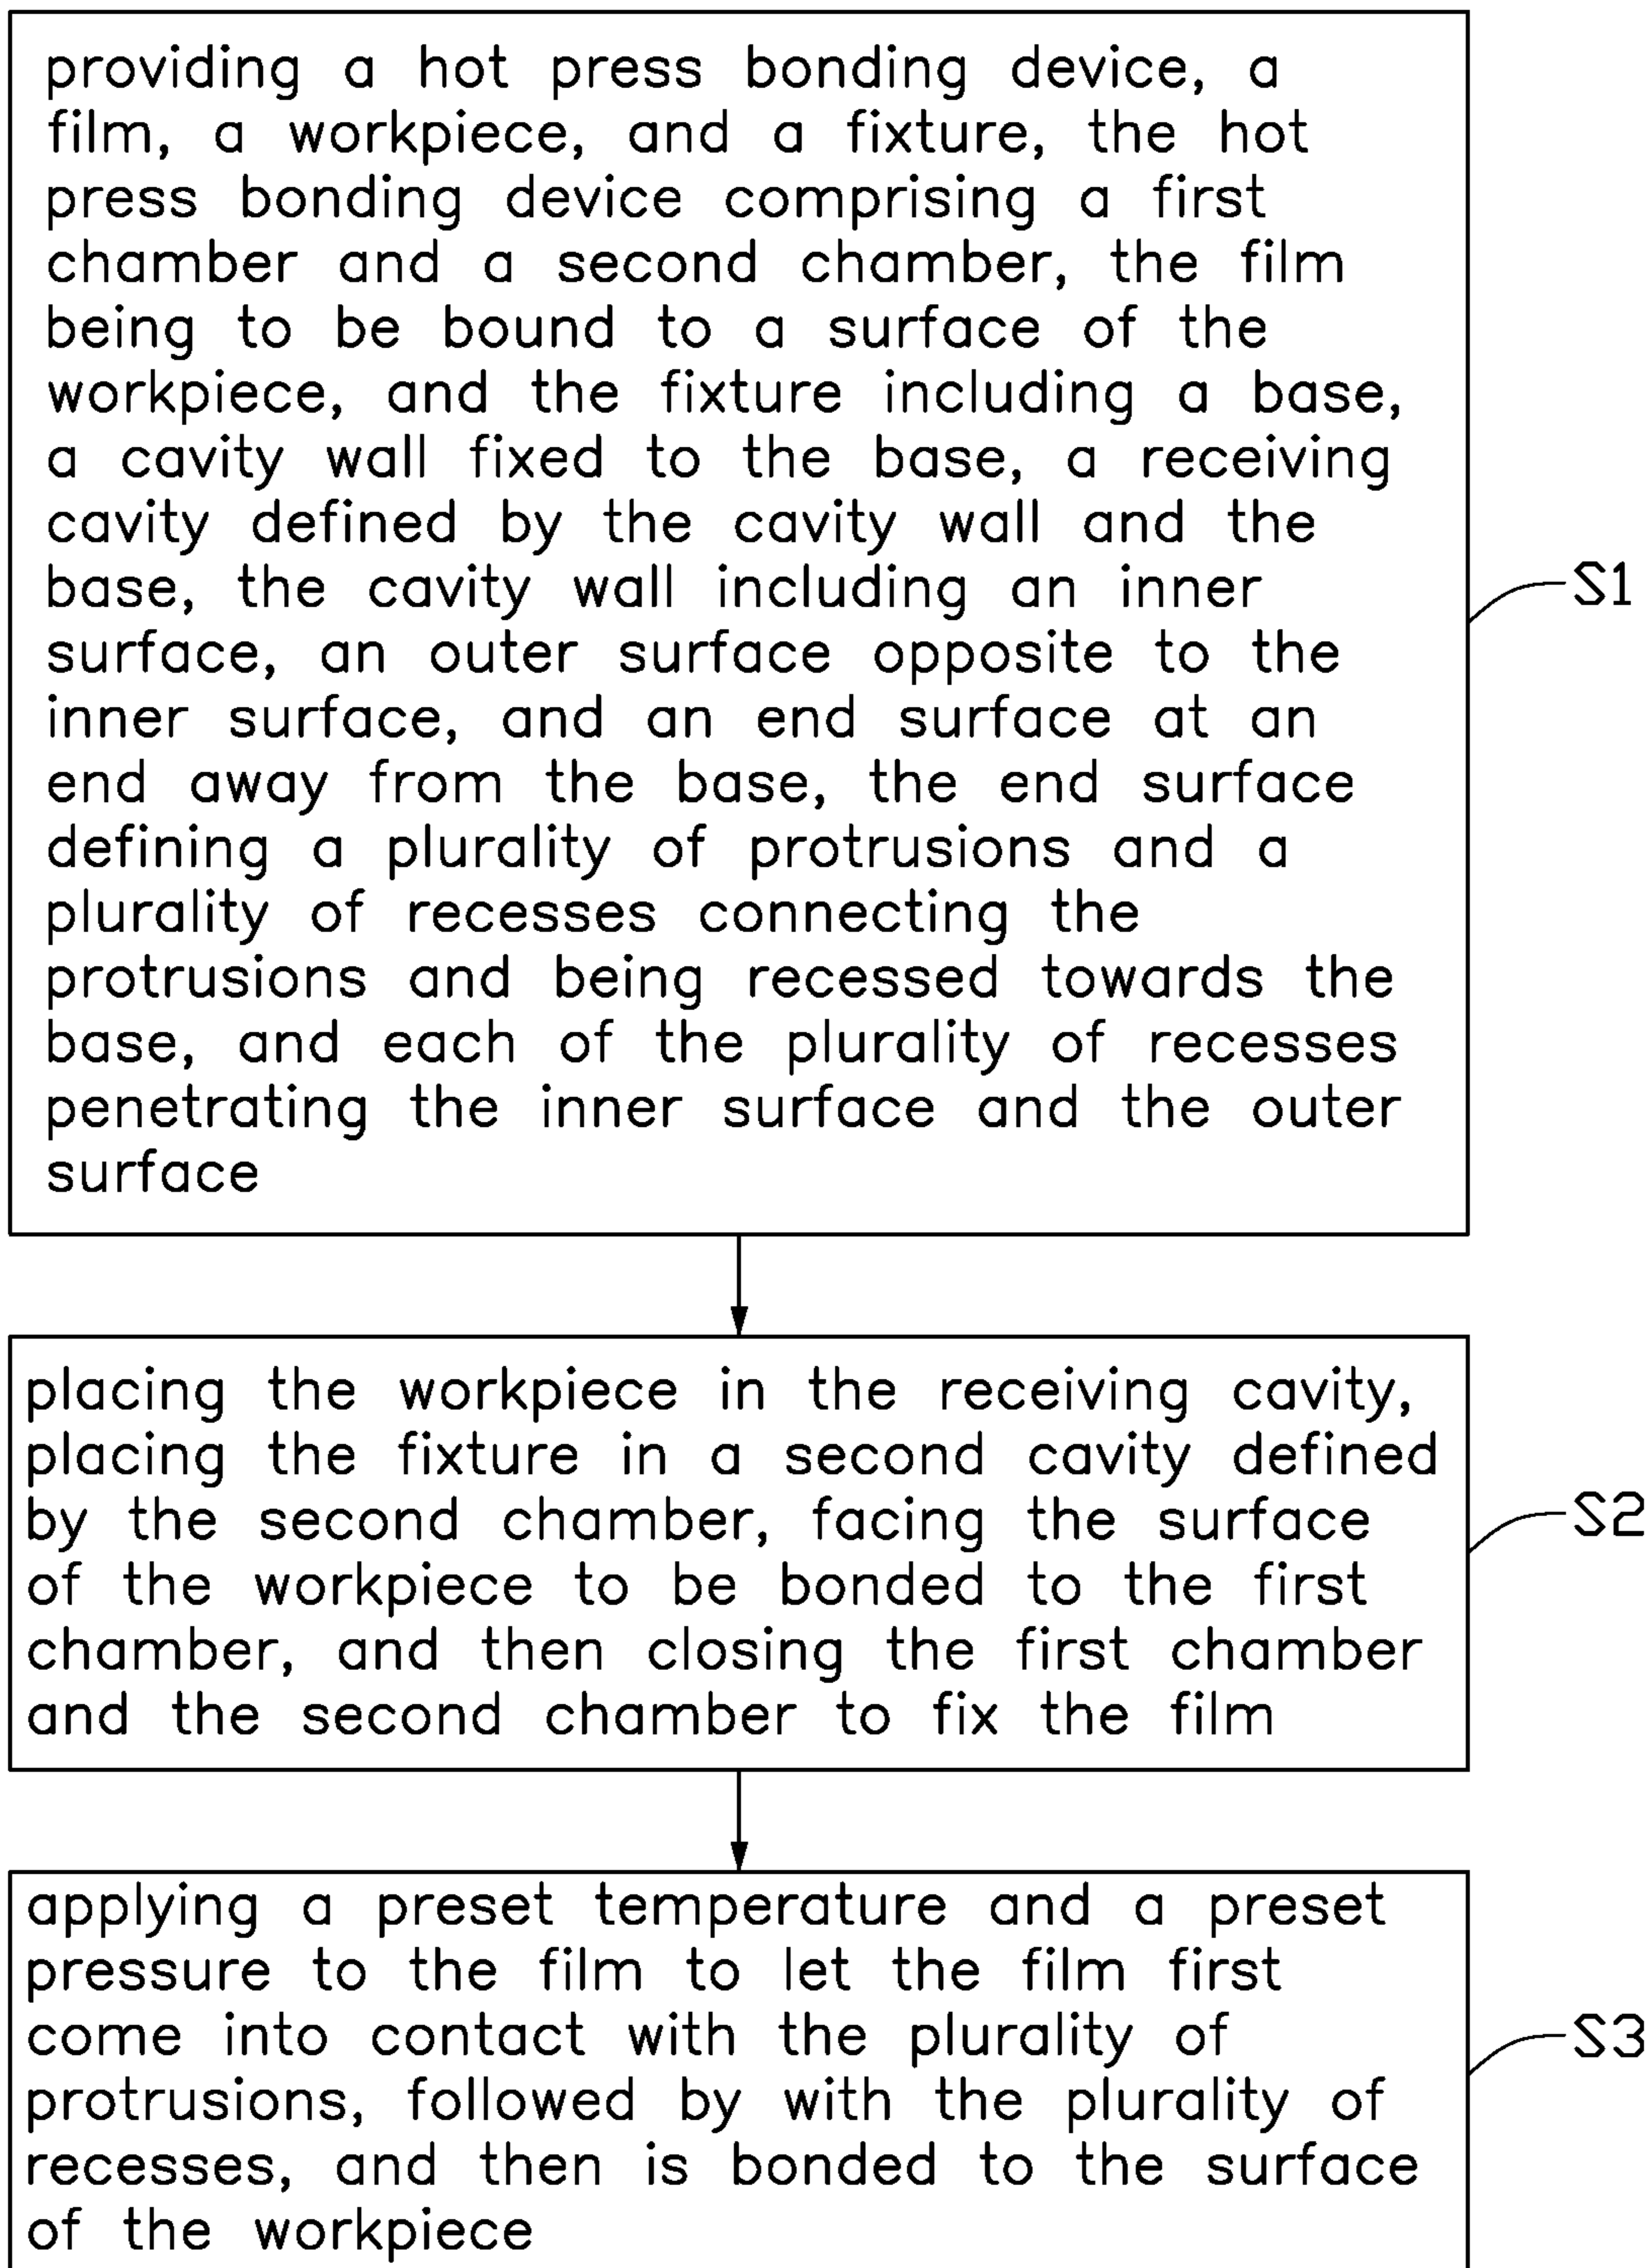 providing a hot press bonding device, a
film, a workpiece, and a fixture, the hot
press bonding device comprising a first
chamber and a second chamber, the film
being to be bound to a surface of the
workpiece, and the fixture including a base,
a cavity wall fixed to the base, a receiving
cavity defined by the cavity wall and the
base, the cavity wall including an inner
surface, an outer surface opposite to the
inner surface, and an end surface at an
end away from the base, the end surface
defining a plurality of protrusions and a
plurality of recesses connecting the
protrusions and being recessed towards the
base, and each of the plurality of recesses
penetrating the inner surface and the outer
surface
S1
placing the workpiece in the receiving cavity,
placing the fixture in a second cavity defined
by the second chamber, facing the surface
of the workpiece to be bonded to the first
chamber, and then closing the first chamber
and the second chamber to fix the film
S2
applying a preset temperature and a preset
pressure to the film to let the film first
come into contact with the plurality of
protrusions, followed by with the plurality of
recesses, and then is bonded to the surface
of the workpiece
S3